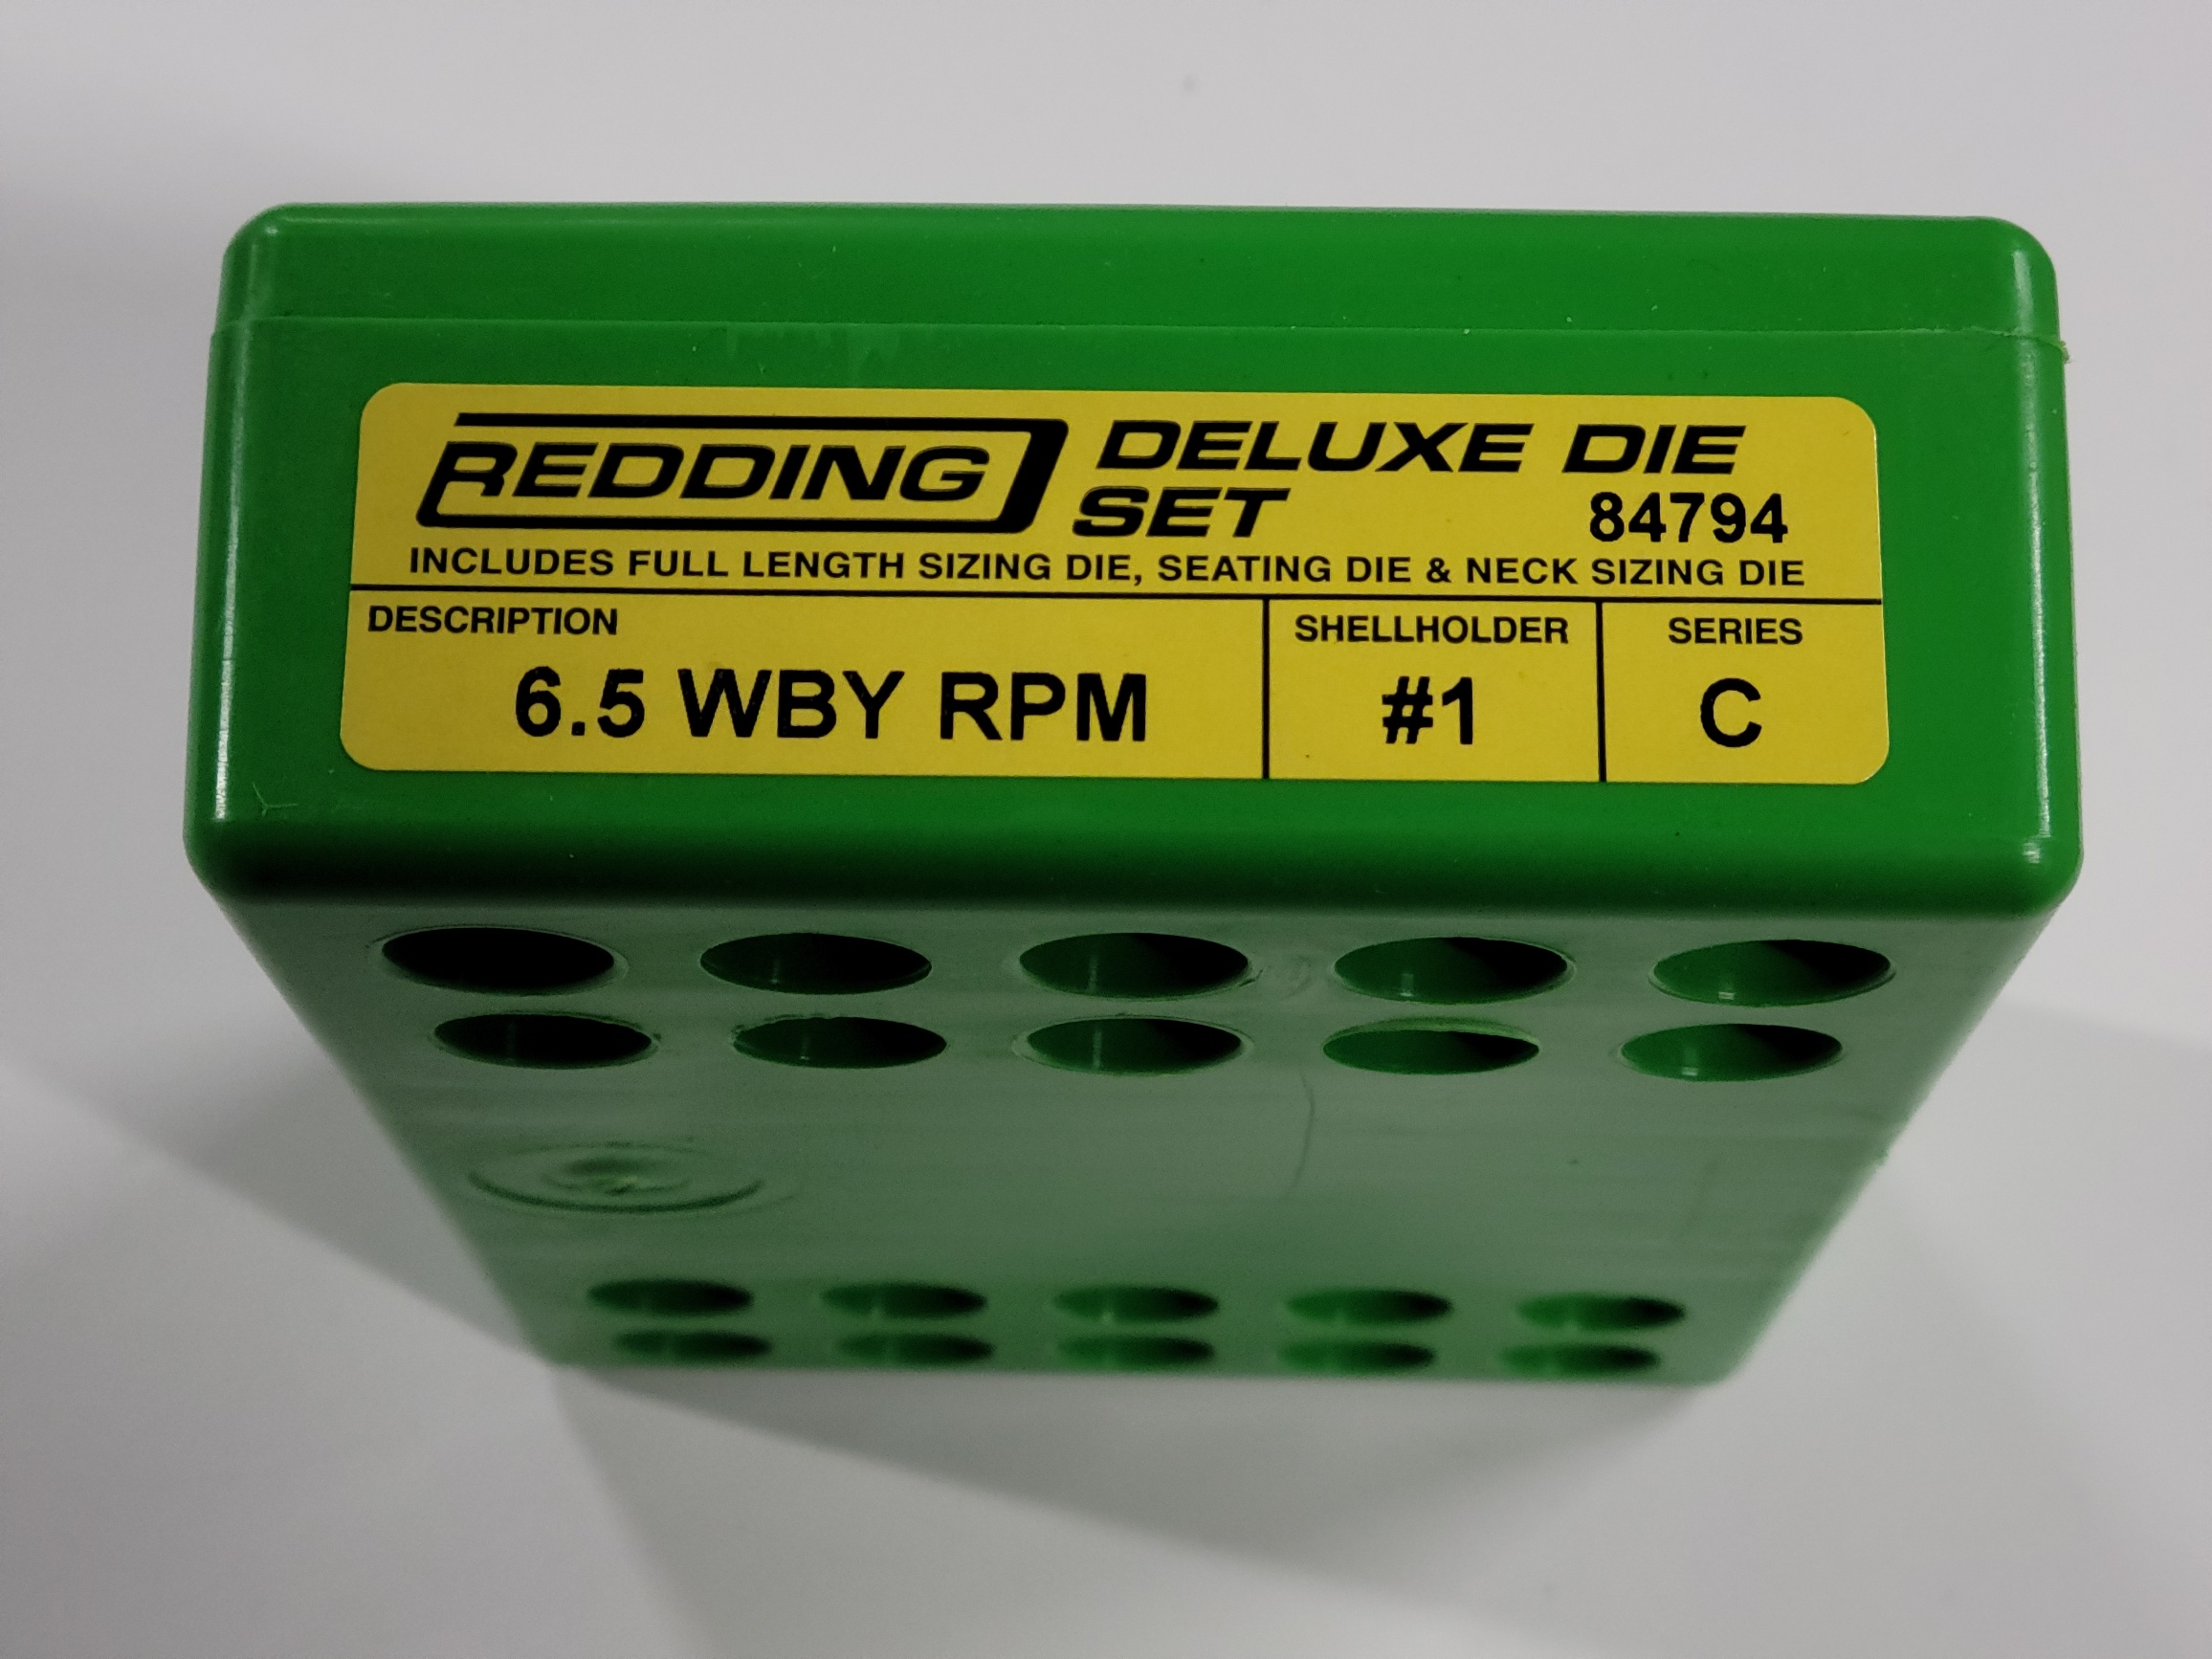 REDDING DELUXE DIE
SET 84794
INCLUDES FULL LENGTH SIZING DIE, SEATING DIE & NECK SIZING DIE
DESCRIPTION SHELLHOLDER SERIES
6.5 WBY RPM #1 C